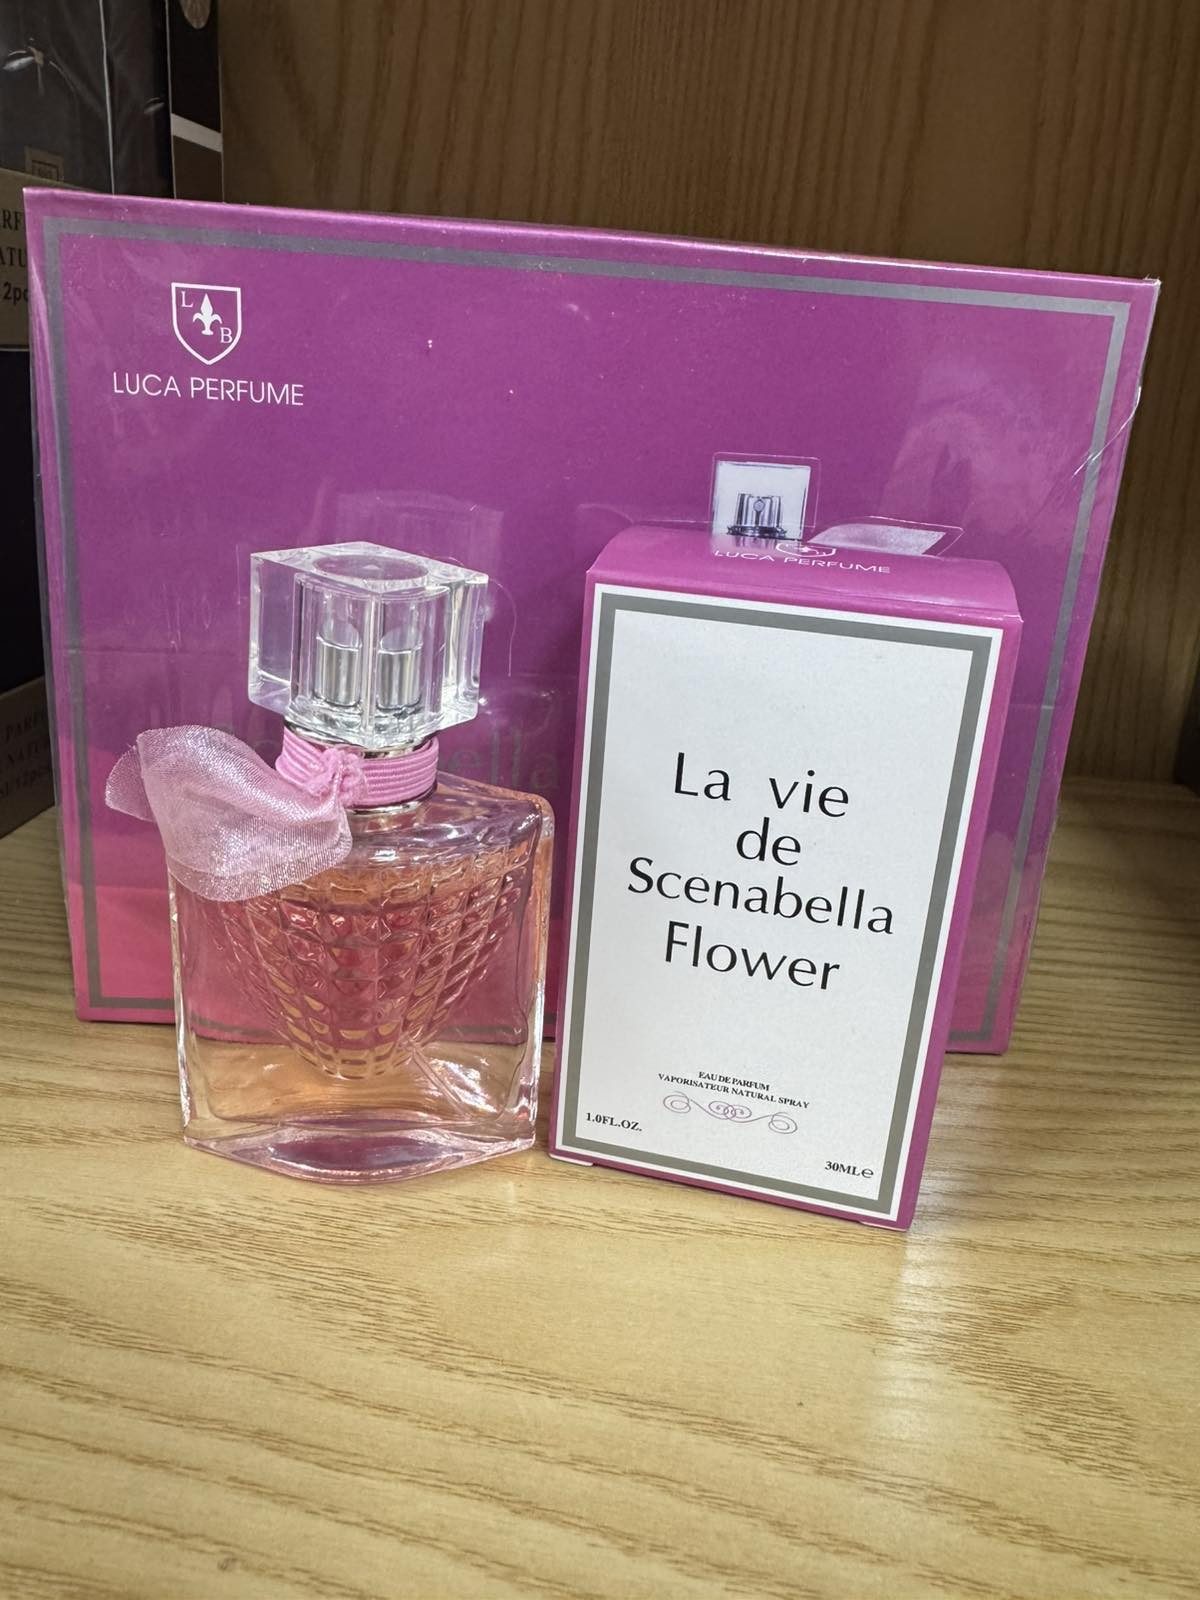 L
B
LUCA PERFUME
LUCA PERFUME
La vie
de
Scenabella
Flower
EAU DE PARFUM
VAPORISATEUR NATURAL SPRAY
1.0FL.OZ.
30ML℮
ella